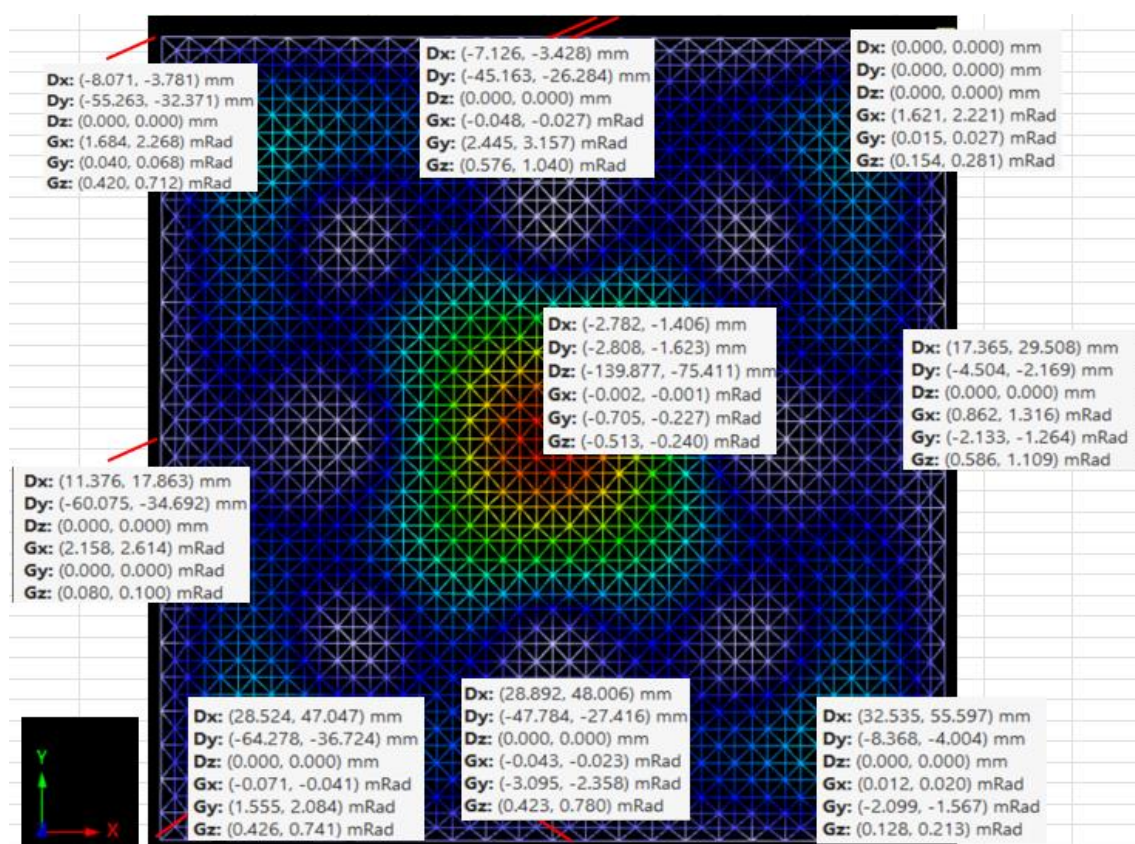 Dx: (-8.071, -3.781) mm
Dy: (-55.263, -32.371) mm
Dz: (0.000, 0.000) mm
Gx: (1.684, 2.268) mRad
Gy: (0.040, 0.068) mRad
Gz: (0.420, 0.712) mRad
Dx: (-7.126, -3.428) mm
Dy: (-45.163, -26.284) mm
Dz: (0.000, 0.000) mm
Gx: (-0.048, -0.027) mRad
Gy: (2.445, 3.157) mRad
Gz: (0.576, 1.040) mRad
Dx: (0.000, 0.000) mm
Dy: (0.000, 0.000) mm
Dz: (0.000, 0.000) mm
Gx: (1.621, 2.221) mRad
Gy: (0.015, 0.027) mRad
Gz: (0.154, 0.281) mRad
Dx: (-2.782, -1.406) mm
Dy: (-2.808, -1.623) mm
Dz: (-139.877, -75.411) mm
Gx: (-0.002, -0.001) mRad
Gy: (-0.705, -0.227) mRad
Gz: (-0.513, -0.240) mRad
Dx: (17.365, 29.508) mm
Dy: (-4.504, -2.169) mm
Dz: (0.000, 0.000) mm
Gx: (0.862, 1.316) mRad
Gy: (-2.133, -1.264) mRad
Gz: (0.586, 1.109) mRad
Dx: (11.376, 17.863) mm
Dy: (-60.075, -34.692) mm
Dz: (0.000, 0.000) mm
Gx: (2.158, 2.614) mRad
Gy: (0.000, 0.000) mRad
Gz: (0.080, 0.100) mRad
Dx: (28.524, 47.047) mm
Dy: (-64.278, -36.724) mm
Dz: (0.000, 0.000) mm
Gx: (-0.071, -0.041) mRad
Gy: (1.555, 2.084) mRad
Gz: (0.426, 0.741) mRad
Dx: (28.892, 48.006) mm
Dy: (-47.784, -27.416) mm
Dz: (0.000, 0.000) mm
Gx: (-0.043, -0.023) mRad
Gy: (-3.095, -2.358) mRad
Gz: (0.423, 0.780) mRad
Dx: (32.535, 55.597) mm
Dy: (-8.368, -4.004) mm
Dz: (0.000, 0.000) mm
Gx: (0.012, 0.020) mRad
Gy: (-2.099, -1.567) mRad
Gz: (0.128, 0.213) mRad
Y
X